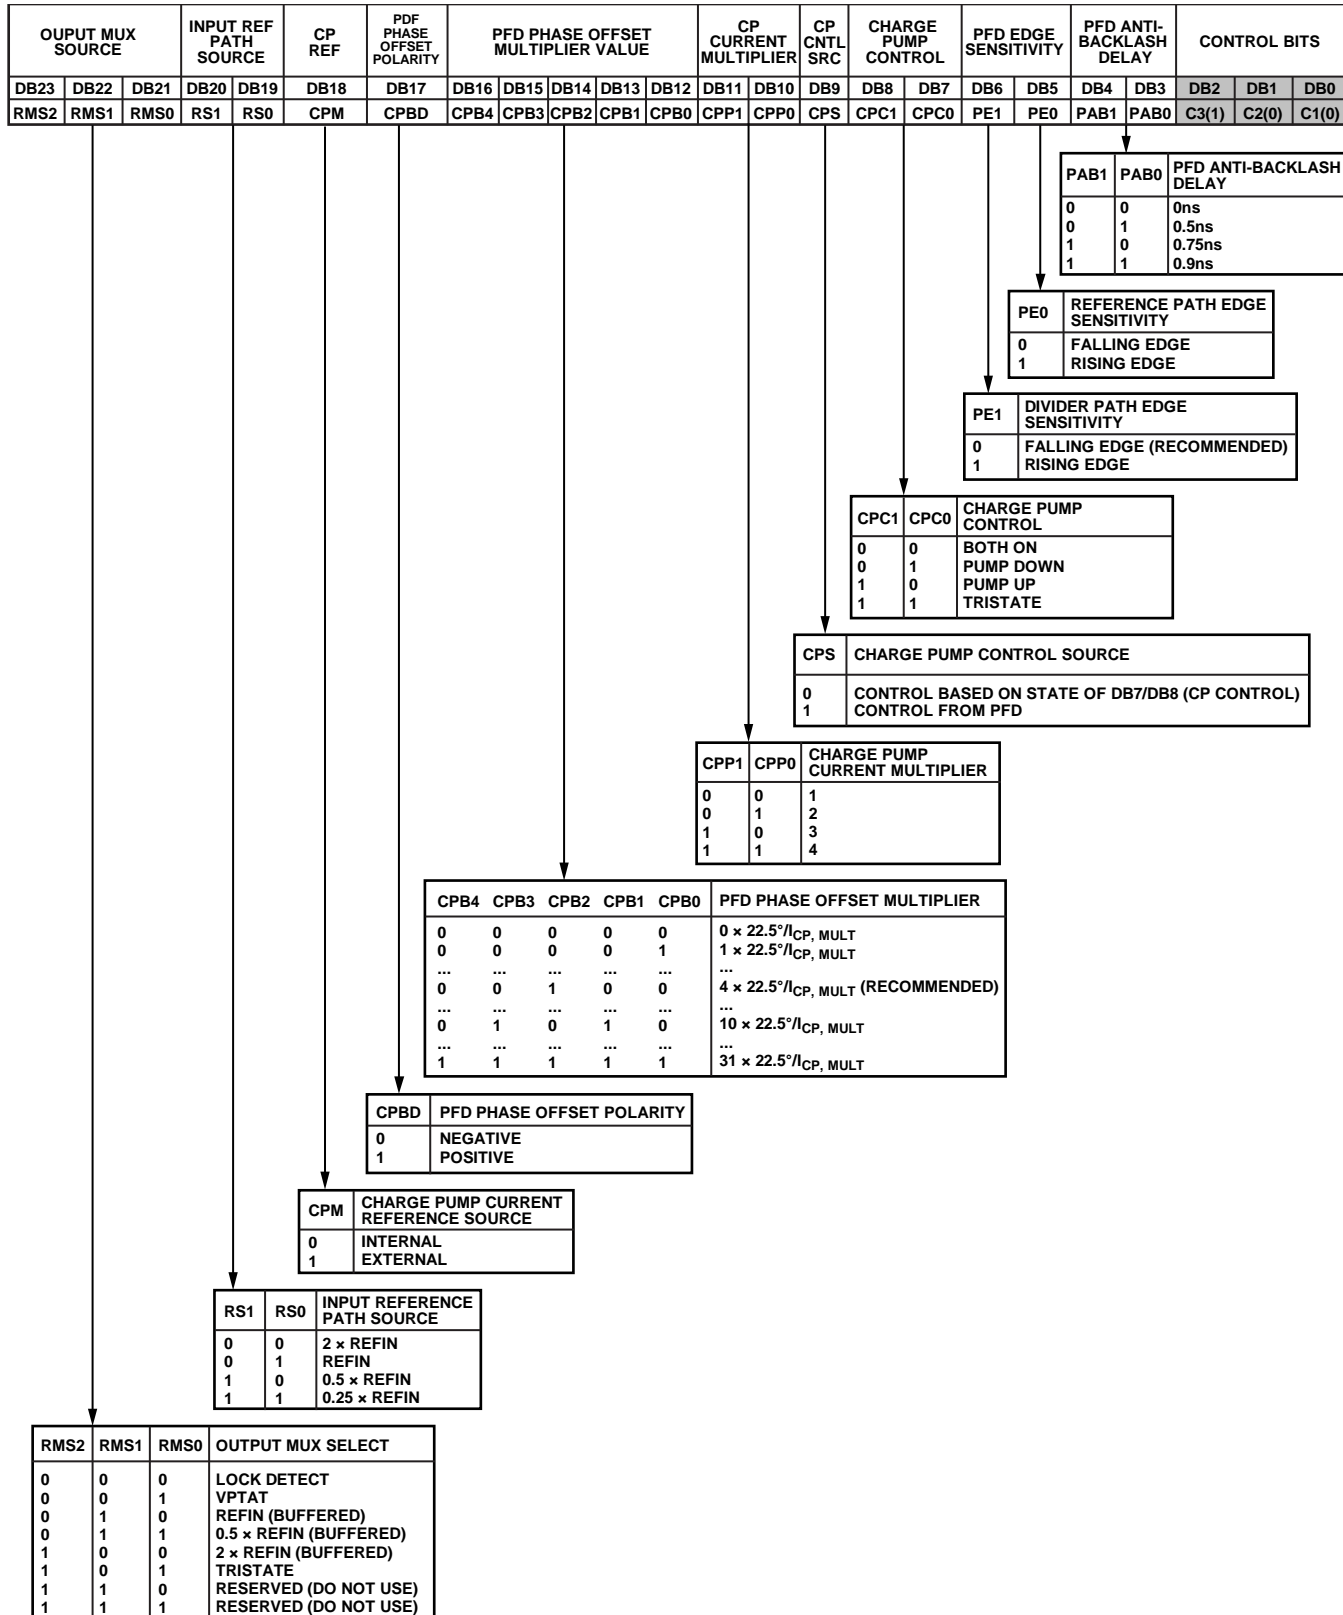 OUPUT MUX SOURCE | INPUT REF PATH SOURCE | CP REF | PDF PHASE OFFSET POLARITY | PFD PHASE OFFSET MULTIPLIER VALUE | CP CURRENT MULTIPLIER | CP CNTL SRC | CHARGE PUMP CONTROL | PFD EDGE SENSITIVITY | PFD ANTI-BACKLASH DELAY | CONTROL BITS
DB23 DB22 DB21 DB20 DB19 DB18 DB17 DB16 DB15 DB14 DB13 DB12 DB11 DB10 DB9 DB8 DB7 DB6 DB5 DB4 DB3 DB2 DB1 DB0
RMS2 RMS1 RMS0 RS1 RS0 CPM CPBD CPB4 CPB3 CPB2 CPB1 CPB0 CPP1 CPP0 CPS CPC1 CPC0 PE1 PE0 PAB1 PAB0 C3(1) C2(0) C1(0)
PAB1 PAB0 PFD ANTI-BACKLASH DELAY
0 0 0ns
0 1 0.5ns
1 0 0.75ns
1 1 0.9ns
PE0 REFERENCE PATH EDGE SENSITIVITY
0 FALLING EDGE
1 RISING EDGE
PE1 DIVIDER PATH EDGE SENSITIVITY
0 FALLING EDGE (RECOMMENDED)
1 RISING EDGE
CPC1 CPC0 CHARGE PUMP CONTROL
0 0 BOTH ON
0 1 PUMP DOWN
1 0 PUMP UP
1 1 TRISTATE
CPS CHARGE PUMP CONTROL SOURCE
0 CONTROL BASED ON STATE OF DB7/DB8 (CP CONTROL)
1 CONTROL FROM PFD
CPP1 CPP0 CHARGE PUMP CURRENT MULTIPLIER
0 0 1
0 1 2
1 0 3
1 1 4
CPB4 CPB3 CPB2 CPB1 CPB0 PFD PHASE OFFSET MULTIPLIER
0 0 0 0 0 0 × 22.5°/ICP, MULT
0 0 0 0 1 1 × 22.5°/ICP, MULT
... ... ... ... ... ...
0 0 1 0 0 4 × 22.5°/ICP, MULT (RECOMMENDED)
... ... ... ... ... ...
0 1 0 1 0 10 × 22.5°/ICP, MULT
... ... ... ... ... ...
1 1 1 1 1 31 × 22.5°/ICP, MULT
CPBD PFD PHASE OFFSET POLARITY
0 NEGATIVE
1 POSITIVE
CPM CHARGE PUMP CURRENT REFERENCE SOURCE
0 INTERNAL
1 EXTERNAL
RS1 RS0 INPUT REFERENCE PATH SOURCE
0 0 2 × REFIN
0 1 REFIN
1 0 0.5 × REFIN
1 1 0.25 × REFIN
RMS2 RMS1 RMS0 OUTPUT MUX SELECT
0 0 0 LOCK DETECT
0 0 1 VPTAT
0 1 0 REFIN (BUFFERED)
0 1 1 0.5 × REFIN (BUFFERED)
1 0 0 2 × REFIN (BUFFERED)
1 0 1 TRISTATE
1 1 0 RESERVED (DO NOT USE)
1 1 1 RESERVED (DO NOT USE)